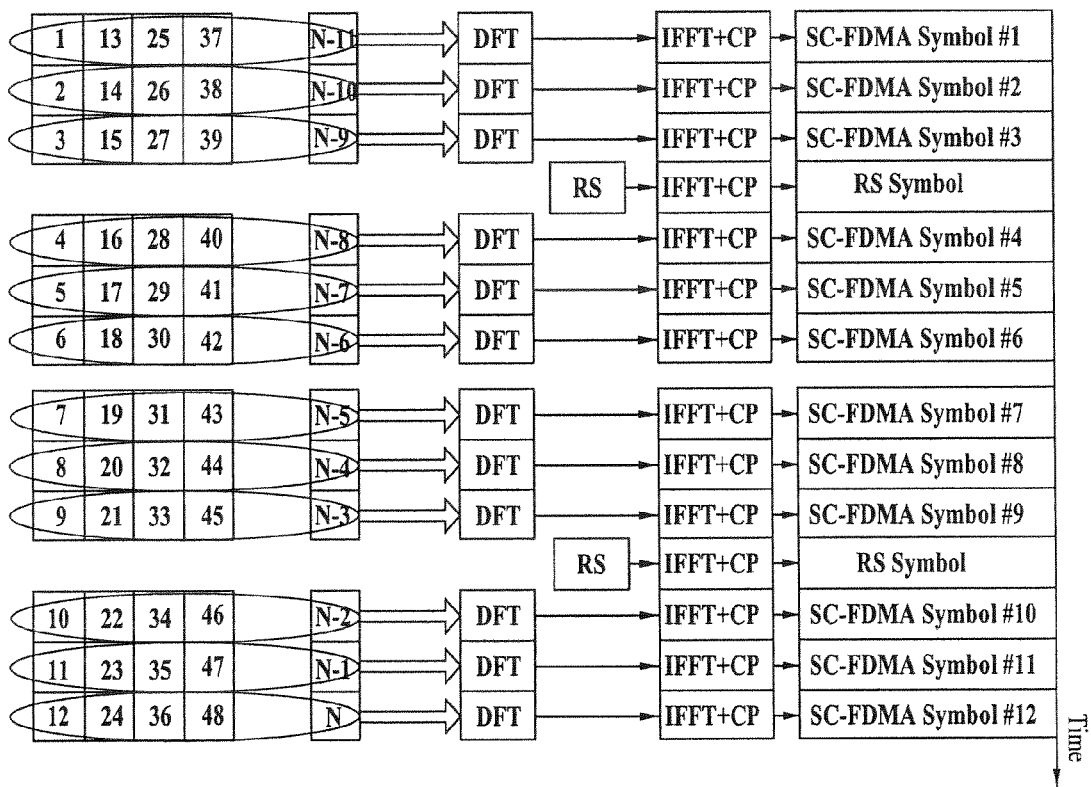 1 13 25 37 N-11 DFT IFFT+CP SC-FDMA Symbol #1
2 14 26 38 N-10 DFT IFFT+CP SC-FDMA Symbol #2
3 15 27 39 N-9 DFT IFFT+CP SC-FDMA Symbol #3
RS IFFT+CP RS Symbol
4 16 28 40 N-8 DFT IFFT+CP SC-FDMA Symbol #4
5 17 29 41 N-7 DFT IFFT+CP SC-FDMA Symbol #5
6 18 30 42 N-6 DFT IFFT+CP SC-FDMA Symbol #6
7 19 31 43 N-5 DFT IFFT+CP SC-FDMA Symbol #7
8 20 32 44 N-4 DFT IFFT+CP SC-FDMA Symbol #8
9 21 33 45 N-3 DFT IFFT+CP SC-FDMA Symbol #9
RS IFFT+CP RS Symbol
10 22 34 46 N-2 DFT IFFT+CP SC-FDMA Symbol #10
11 23 35 47 N-1 DFT IFFT+CP SC-FDMA Symbol #11
12 24 36 48 N DFT IFFT+CP SC-FDMA Symbol #12
Time